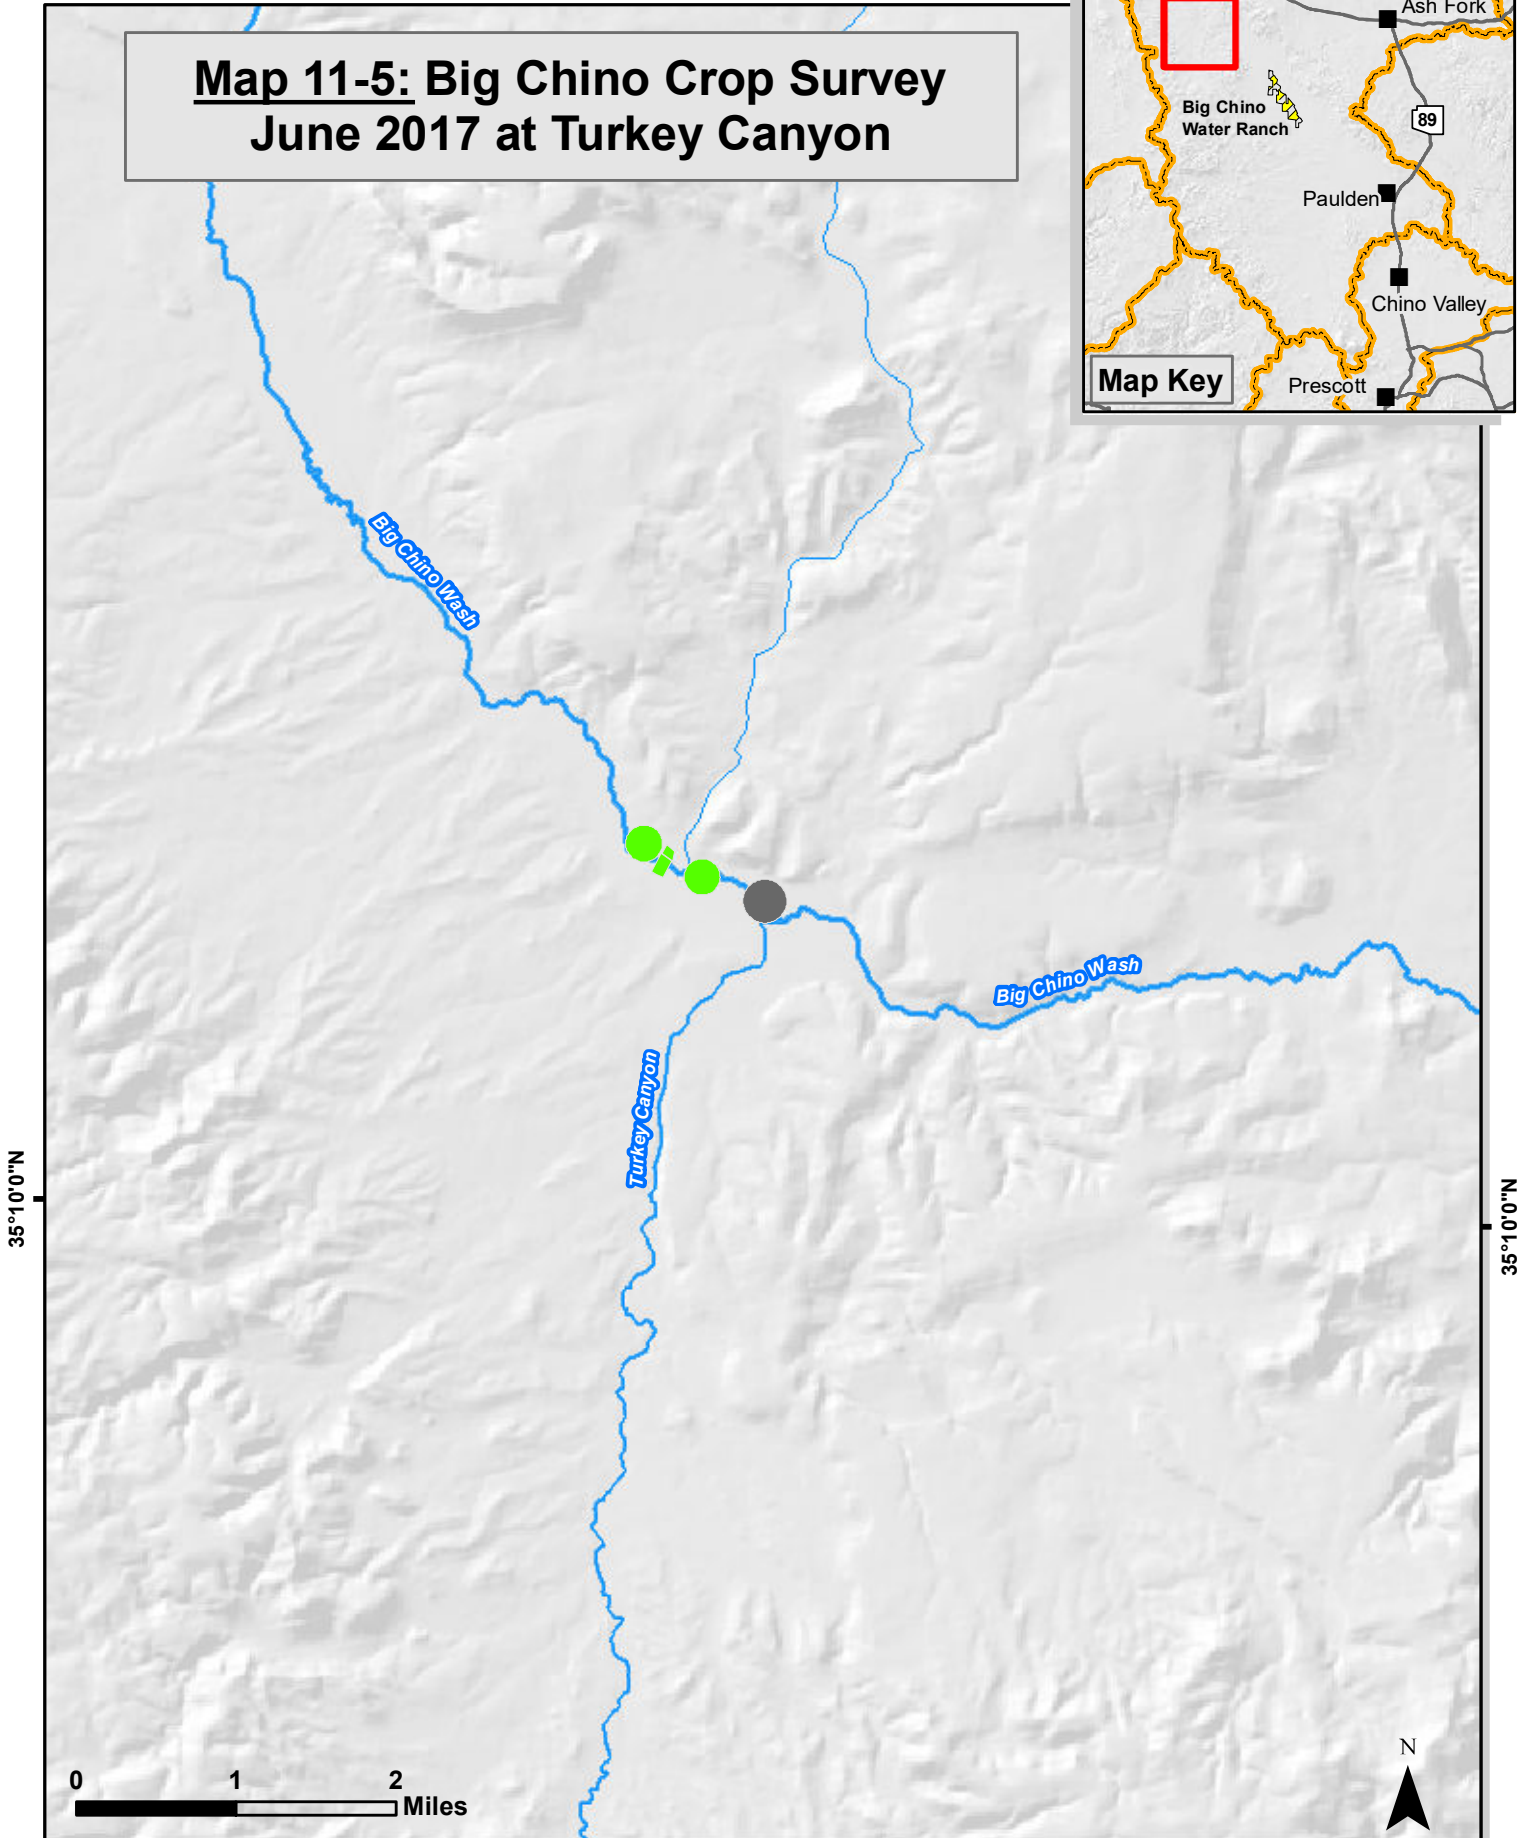 Map 11-5: Big Chino Crop Survey
June 2017 at Turkey Canyon
Ash Fork
Big Chino
Water Ranch
89
Paulden
Chino Valley
Prescott
Map Key
Big Chino Wash
Big Chino Wash
Turkey Canyon
35°10'0"N
35°10'0"N
0 1 2
Miles
N